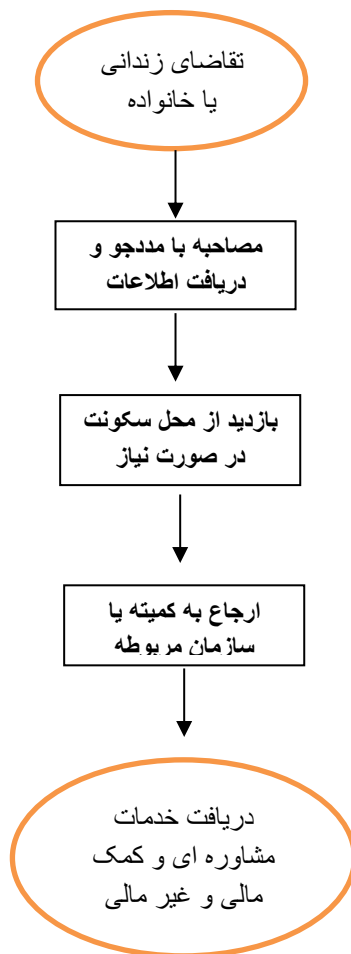 تقاضای زندانی
یا خانواده
مصاحبه با مددجو و
دریافت اطلاعات
بازدید از محل سکونت
در صورت نیاز
ارجاع به کمیته یا
سازمان مربوطه
دریافت خدمات
مشاوره ای و کمک
مالی و غیر مالی